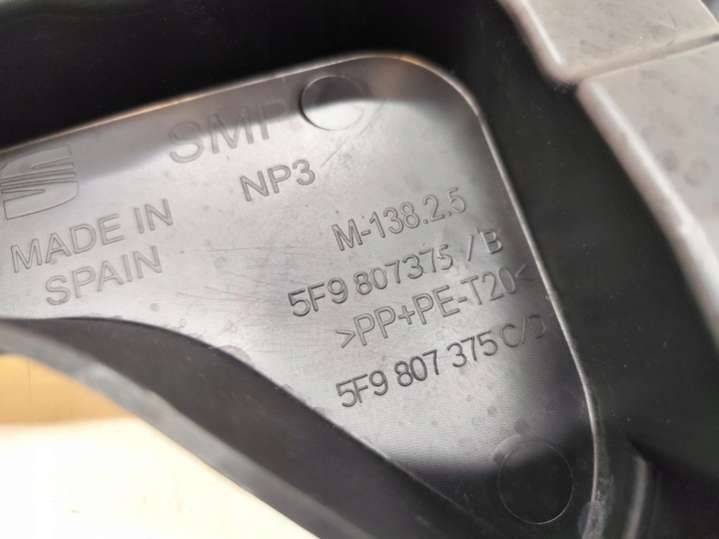 SMP
NP3
MADE IN
SPAIN
M-138.2.5
5F9 807375 /B
>PP+PE-T20<
5F9 807 375 C/D